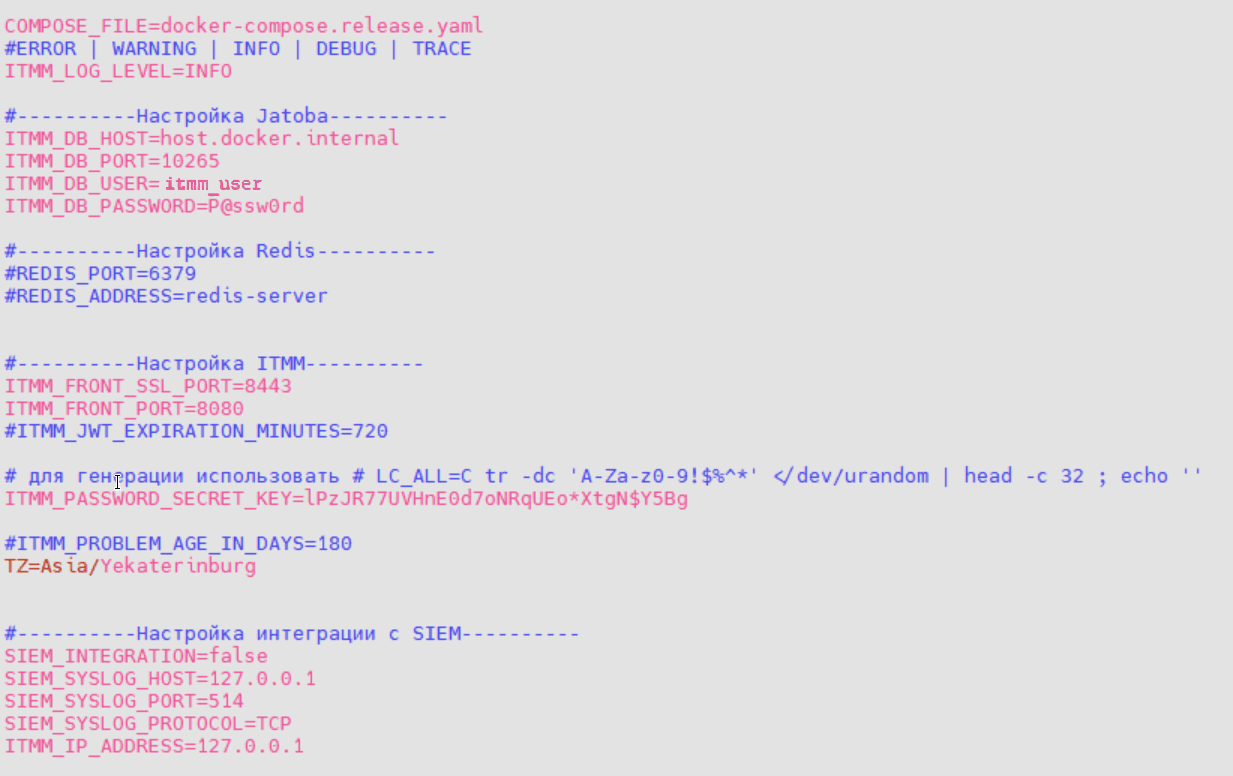 COMPOSE_FILE=docker-compose.release.yaml
#ERROR | WARNING | INFO | DEBUG | TRACE
ITMM_LOG_LEVEL=INFO
#----------Настройка Jatoba----------
ITMM_DB_HOST=host.docker.internal
ITMM_DB_PORT=10265
ITMM_DB_USER= itmm_user
ITMM_DB_PASSWORD=P@ssw0rd
#----------Настройка Redis----------
#REDIS_PORT=6379
#REDIS_ADDRESS=redis-server
#----------Настройка ITMM----------
ITMM_FRONT_SSL_PORT=8443
ITMM_FRONT_PORT=8080
#ITMM_JWT_EXPIRATION_MINUTES=720
# для генерации использовать # LC_ALL=C tr -dc 'A-Za-z0-9!$%^*' </dev/urandom | head -c 32 ; echo ''
ITMM_PASSWORD_SECRET_KEY=lPzJR77UVHnE0d7oNRqUEo*XtgN$Y5Bg
#ITMM_PROBLEM_AGE_IN_DAYS=180
TZ=Asia/Yekaterinburg
#----------Настройка интеграции с SIEM----------
SIEM_INTEGRATION=false
SIEM_SYSLOG_HOST=127.0.0.1
SIEM_SYSLOG_PORT=514
SIEM_SYSLOG_PROTOCOL=TCP
ITMM_IP_ADDRESS=127.0.0.1